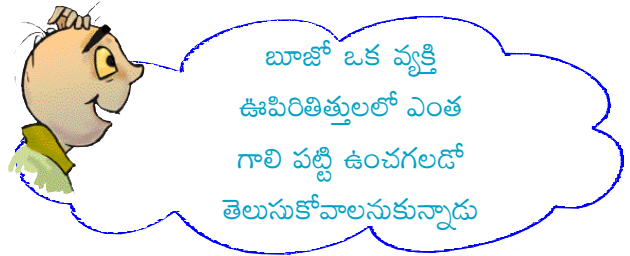 బూజో ఒక వ్యక్తి
ఊపిరితిత్తులలో ఎంత
గాలి పట్టి ఉంచగలడో
తెలుసుకోవాలనుకున్నాడు